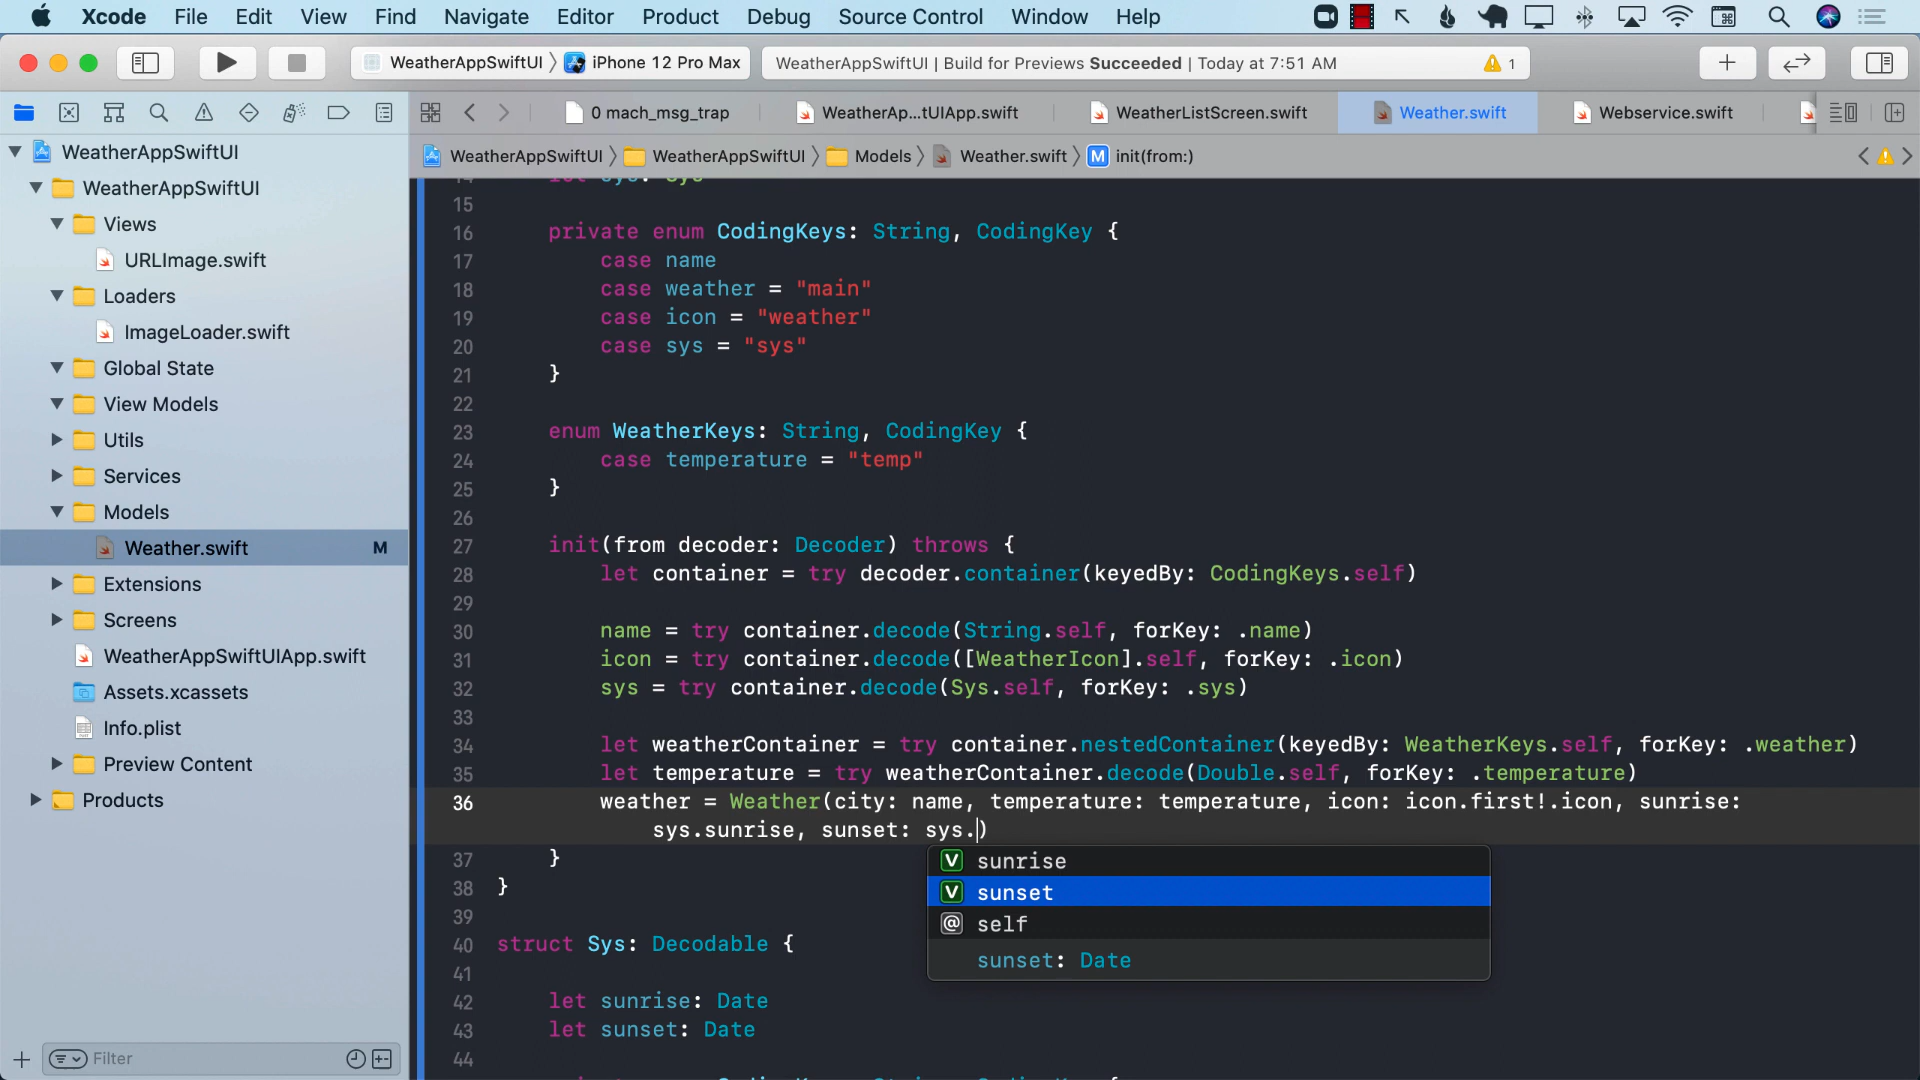 Xcode File Edit View Find Navigate Editor Product Debug Source Control Window Help
WeatherAppSwiftUI iPhone 12 Pro Max
WeatherAppSwiftUI | Build for Previews Succeeded | Today at 7:51 AM 1
0 mach_msg_trap WeatherAp...tUIApp.swift WeatherListScreen.swift Weather.swift Webservice.swift
WeatherAppSwiftUI WeatherAppSwiftUI Models Weather.swift M init(from:)
WeatherAppSwiftUI
WeatherAppSwiftUI
Views
URLImage.swift
Loaders
ImageLoader.swift
Global State
View Models
Utils
Services
Models
Weather.swift M
Extensions
Screens
WeatherAppSwiftUIApp.swift
Assets.xcassets
Info.plist
Preview Content
Products
Filter
14 let sys: Sys
15
16 private enum CodingKeys: String, CodingKey {
17 case name
18 case weather = "main"
19 case icon = "weather"
20 case sys = "sys"
21 }
22
23 enum WeatherKeys: String, CodingKey {
24 case temperature = "temp"
25 }
26
27 init(from decoder: Decoder) throws {
28 let container = try decoder.container(keyedBy: CodingKeys.self)
29
30 name = try container.decode(String.self, forKey: .name)
31 icon = try container.decode([WeatherIcon].self, forKey: .icon)
32 sys = try container.decode(Sys.self, forKey: .sys)
33
34 let weatherContainer = try container.nestedContainer(keyedBy: WeatherKeys.self, forKey: .weather)
35 let temperature = try weatherContainer.decode(Double.self, forKey: .temperature)
36 weather = Weather(city: name, temperature: temperature, icon: icon.first!.icon, sunrise:
sys.sunrise, sunset: sys.)
V sunrise
V sunset
@ self
sunset: Date
37 }
38 }
39
40 struct Sys: Decodable {
41
42 let sunrise: Date
43 let sunset: Date
44